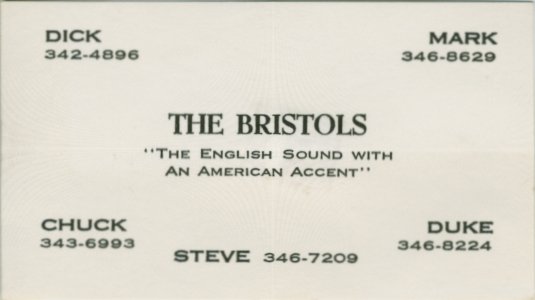 DICK
342-4896
MARK
346-8629
THE BRISTOLS
"THE ENGLISH SOUND WITH
AN AMERICAN ACCENT"
CHUCK
343-6993
STEVE 346-7209
DUKE
346-8224